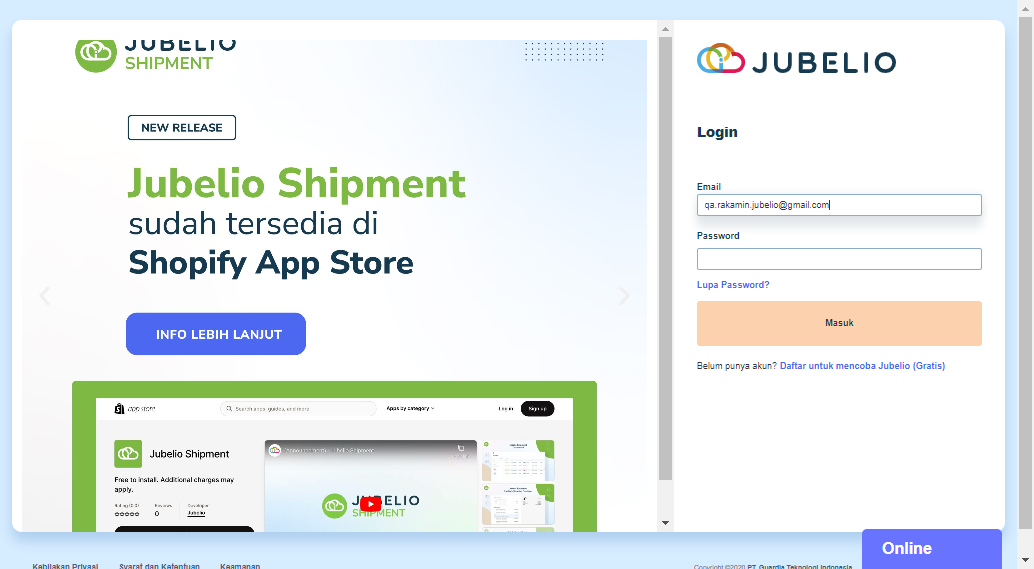 JUBELIO
SHIPMENT
NEW RELEASE
Jubelio Shipment
sudah tersedia di
Shopify App Store
INFO LEBIH LANJUT
app store
Search apps, guides, and more
Apps by category
Log in
Sign up
Jubelio Shipment
Free to install. Additional charges may
apply.
Rating (0.0)
Reviews
0
Developer
Jubelio
JUBELIO
SHIPMENT
JUBELIO
Login
Email
qa.rakamin.jubelio@gmail.com
Password
Lupa Password?
Masuk
Belum punya akun? Daftar untuk mencoba Jubelio (Gratis)
Online
Kebijakan Privasi
Syarat dan Ketentuan
Keamanan
Copyright ©2020 PT. Guardia Teknologi Indonesia